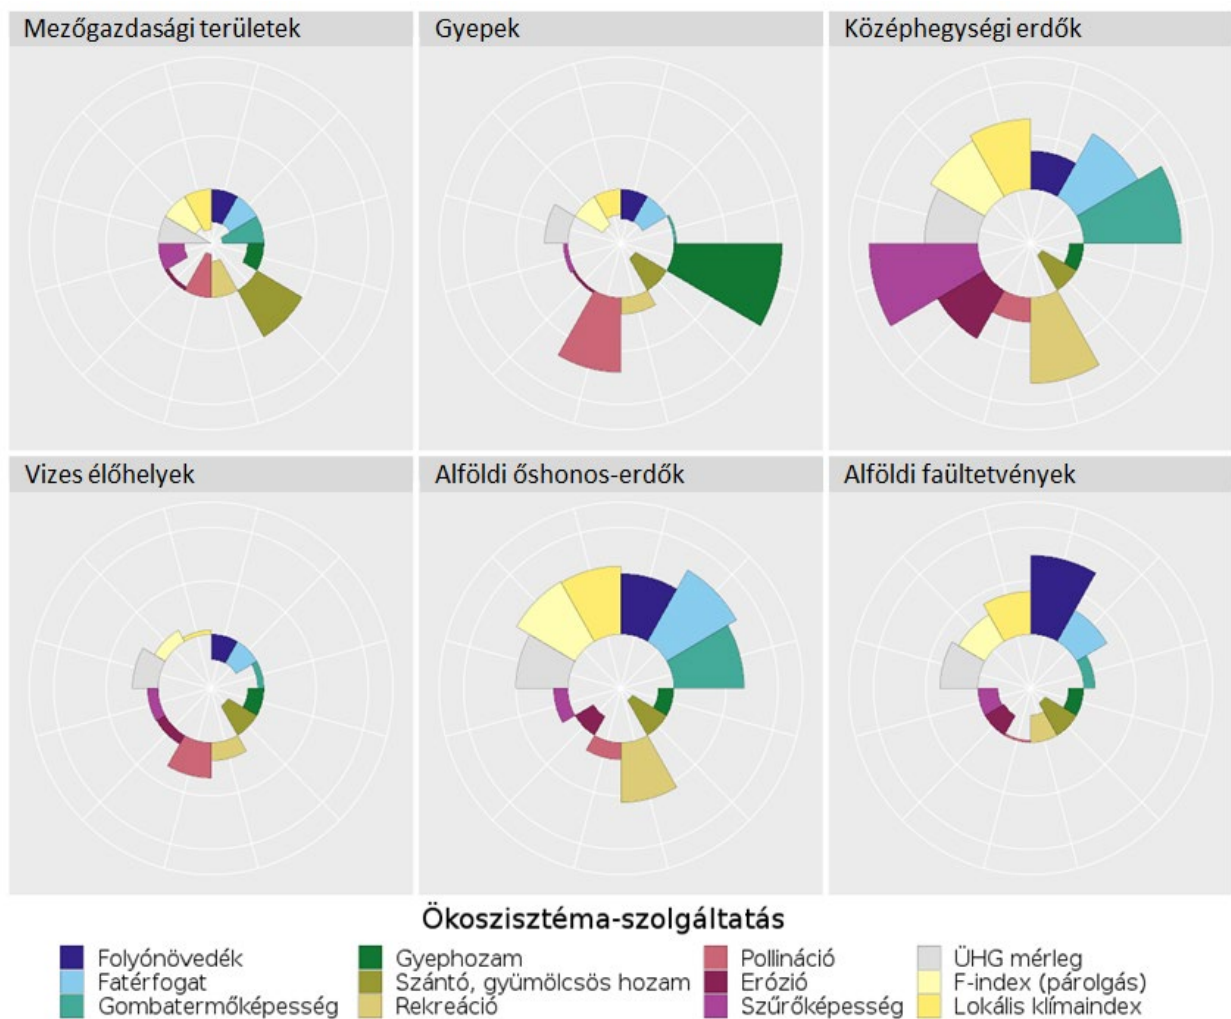 Mezőgazdasági területek
Gyepek
Középhegységi erdők
Vizes élőhelyek
Alföldi őshonos-erdők
Alföldi faültetvények
Ökoszisztéma-szolgáltatás
Folyónövedék
Fatérfogat
Gombatermőképesség
Gyephozam
Szántó, gyümölcsös hozam
Rekreáció
Pollináció
Erózió
Szűrőképesség
ÜHG mérleg
F-index (párolgás)
Lokális klímaindex